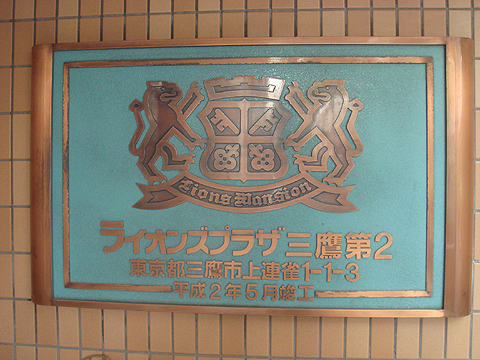 Lions Mansion
ライオンズプラザ三鷹第2
東京都三鷹市上連雀1-1-3
平成2年5月竣工